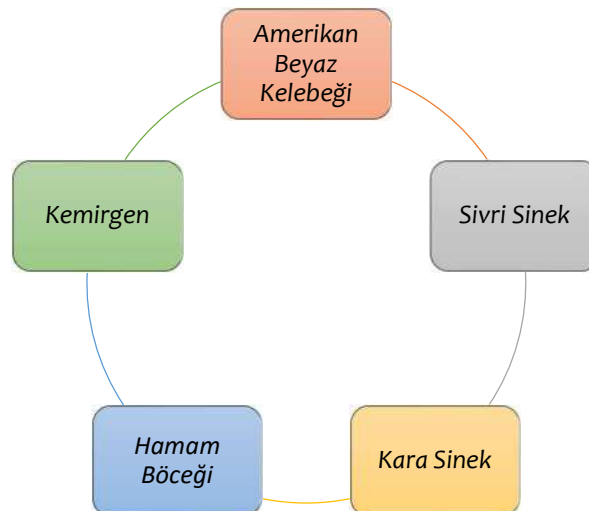 Amerikan
Beyaz
Kelebeği
Kemirgen
Sivri Sinek
Hamam
Böceği
Kara Sinek